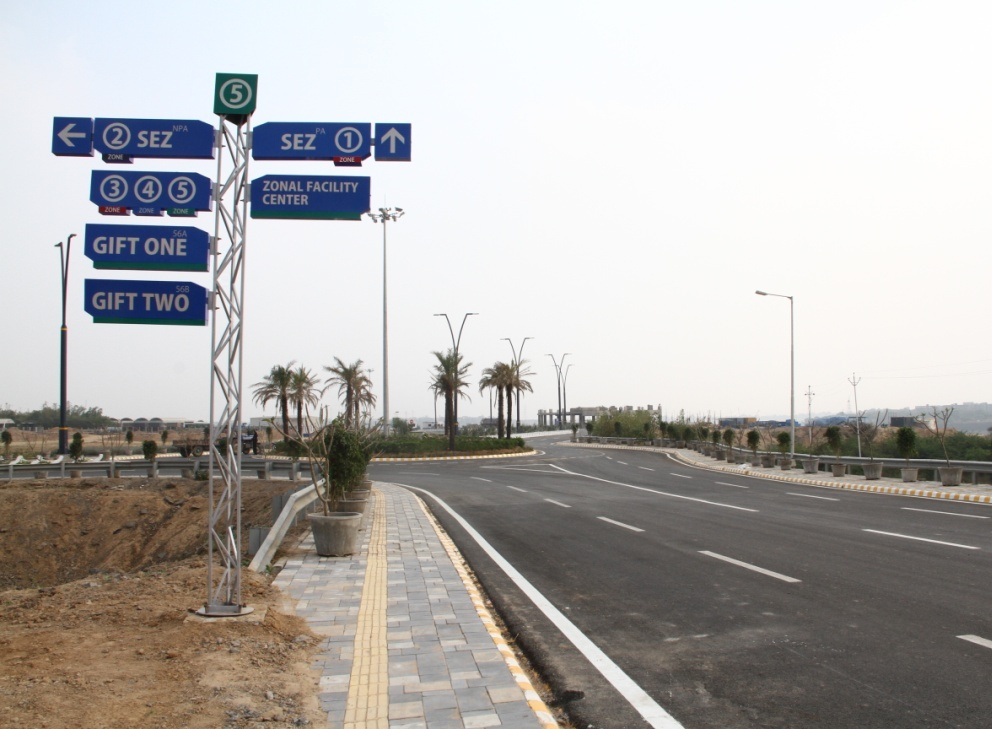 ⑤
← ② SEZ NPA
ZONE
③ ④ ⑤
ZONE ZONE ZONE
GIFT ONE 56A
GIFT TWO 56B
SEZ PA ① ↑
ZONE
ZONAL FACILITY
CENTER